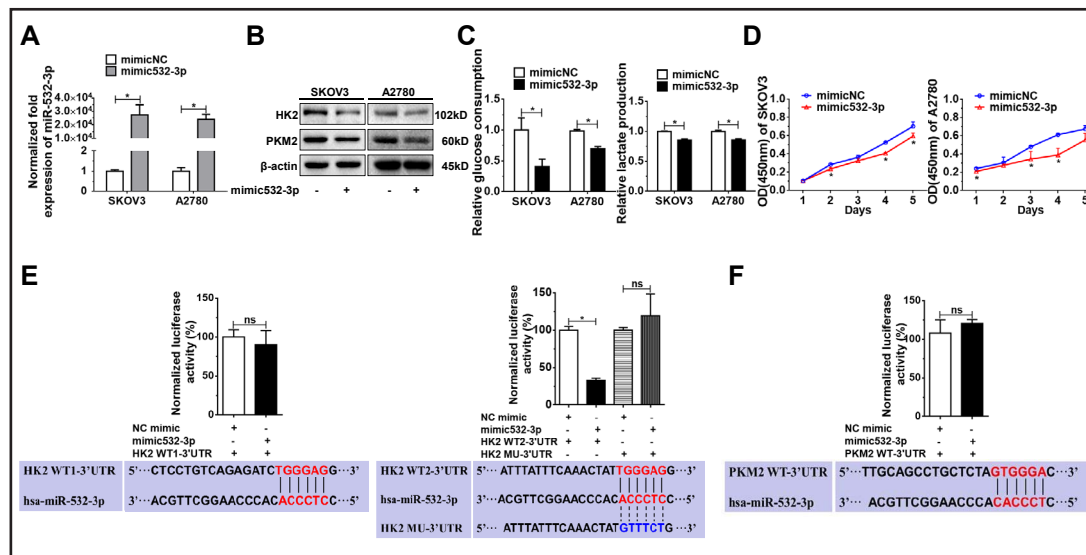 A
mimicNC
mimic532-3p
Normalized fold
expression of miR-532-3p
4.0×10⁴
3.0×10⁴
2.0×10⁴
1.0×10⁴
2
1
0
*
*
SKOV3 A2780
B
SKOV3 A2780
HK2 102kD
PKM2 60kD
β-actin 45kD
mimic532-3p - + - +
C
mimicNC
mimic532-3p
Relative glucose consumption
1.5
1.0
0.5
0.0
*
*
SKOV3 A2780
mimicNC
mimic532-3p
Relative lactate production
1.5
1.0
0.5
0.0
*
*
SKOV3 A2780
D
mimicNC
mimic532-3p
OD(450nm) of SKOV3
1.0
0.8
0.6
0.4
0.2
0.0
* * *
1 2 3 4 5
Days
mimicNC
mimic532-3p
OD(450nm) of A2780
1.0
0.8
0.6
0.4
0.2
0.0
* * *
1 2 3 4 5
Days
E
Normalized luciferase
activity (%)
150
100
50
0
ns
NC mimic + -
mimic532-3p - +
HK2 WT1-3'UTR + +
HK2 WT1-3'UTR 5'···CTCCTGTCAGAGATCTGGGAGG···3'
hsa-miR-532-3p 3'···ACGTTCGGAACCCACACCCTCC···5'
Normalized luciferase
activity (%)
150
100
50
0
*
ns
NC mimic + - + -
mimic532-3p - + - +
HK2 WT2-3'UTR + + - -
HK2 MU-3'UTR - - + +
HK2 WT2-3'UTR 5'···ATTTATTTCAAACTATTGGGAGG···3'
hsa-miR-532-3p 3'···ACGTTCGGAACCCACACCCTCC···5'
HK2 MU-3'UTR 5'···ATTTATTTCAAACTATGTTTCTG···3'
F
Normalized luciferase
activity (%)
150
100
50
0
ns
NC mimic + -
mimic532-3p - +
PKM2 WT-3'UTR + +
PKM2 WT-3'UTR 5'···TTGCAGCCTGCTCTAGTGGGAC···3'
hsa-miR-532-3p 3'···ACGTTCGGAACCCACACCCTCC···5'